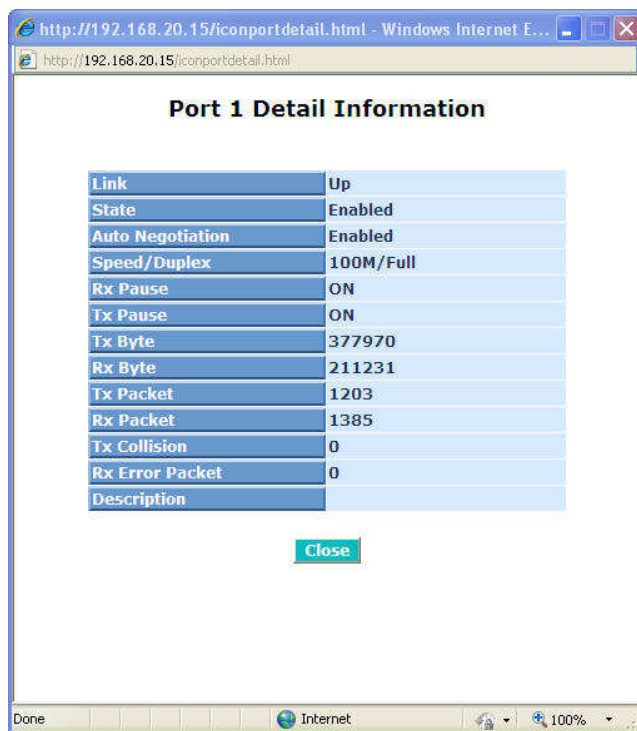 http://192.168.20.15/iconportdetail.html - Windows Internet E...
http://192.168.20.15/iconportdetail.html
Port 1 Detail Information
Link Up
State Enabled
Auto Negotiation Enabled
Speed/Duplex 100M/Full
Rx Pause ON
Tx Pause ON
Tx Byte 377970
Rx Byte 211231
Tx Packet 1203
Rx Packet 1385
Tx Collision 0
Rx Error Packet 0
Description
Close
Done Internet 100%